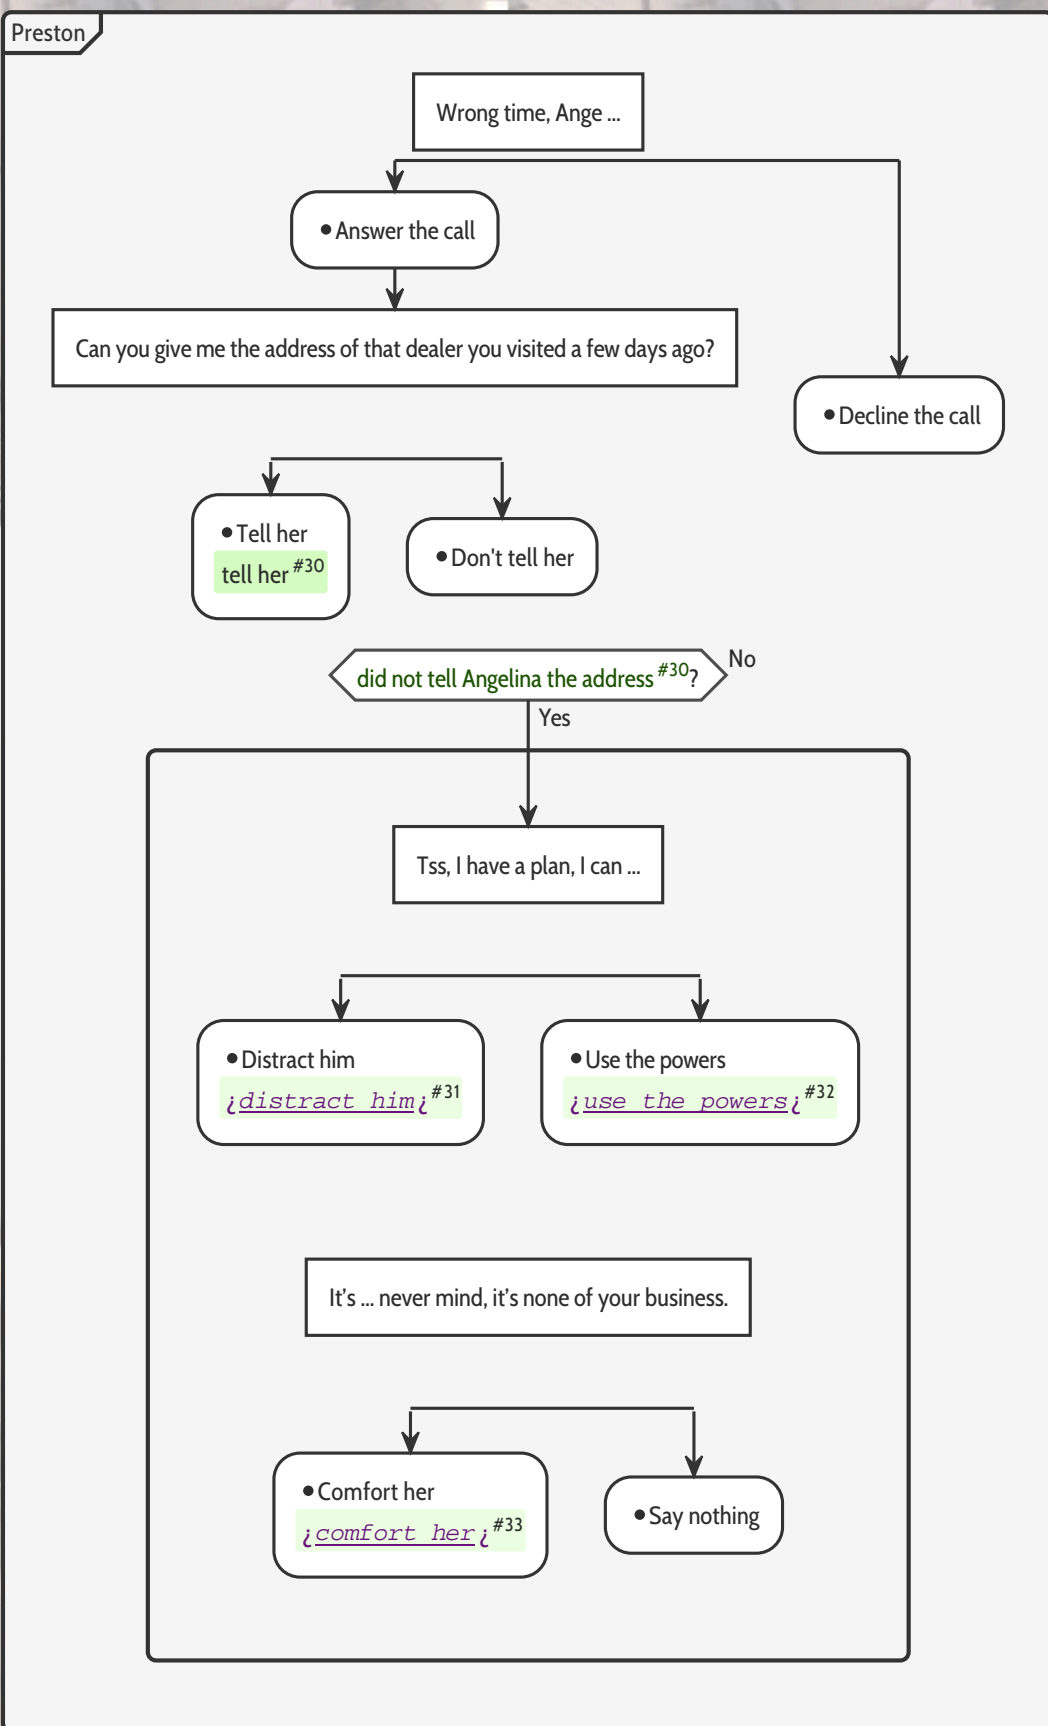 Preston
Wrong time, Ange ...
•Answer the call
Can you give me the address of that dealer you visited a few days ago?
•Decline the call
•Tell her
tell her #30
•Don't tell her
did not tell Angelina the address #30?
No
Yes
Tss, I have a plan, I can ...
•Distract him
¿distract him¿ #31
•Use the powers
¿use the powers¿ #32
It’s ... never mind, it’s none of your business.
•Comfort her
¿comfort her¿ #33
•Say nothing